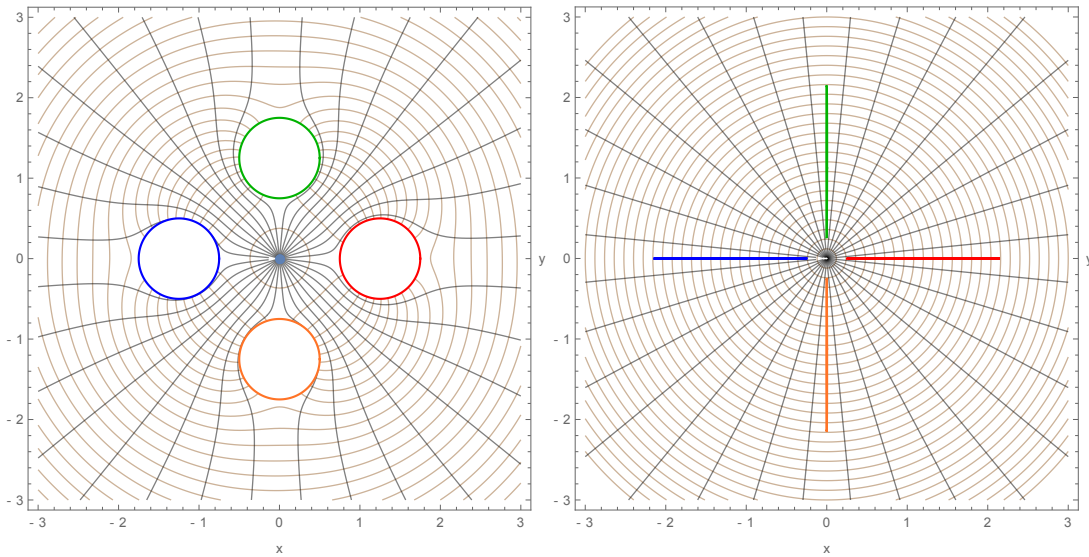 3 3
2 2
1 1
0 y 0 y
- 1 - 1
- 2 - 2
- 3 - 3
- 3 - 2 - 1 0 1 2 3 - 3 - 2 - 1 0 1 2 3
x x